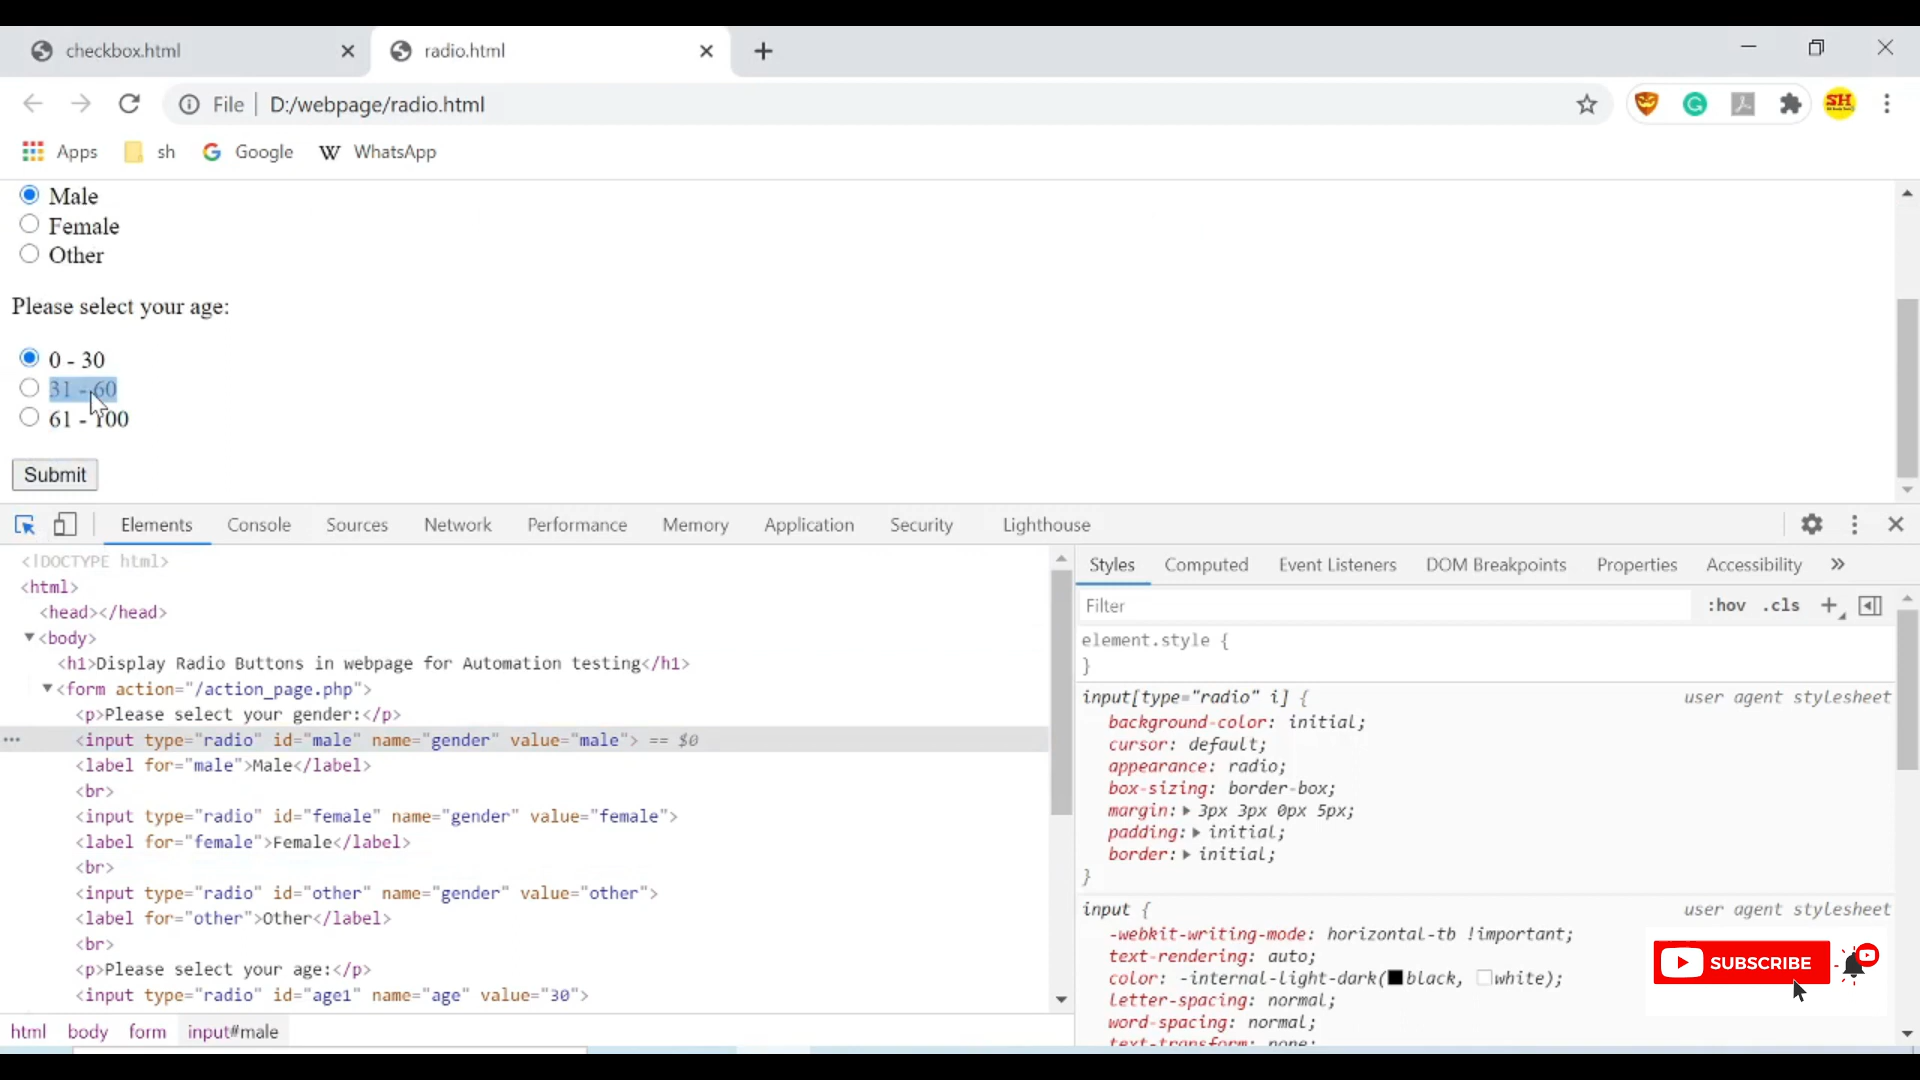 checkbox.html
radio.html
File
D:/webpage/radio.html
SH
Apps
sh
Google
WhatsApp
Male
Female
Other
Please select your age:
0 - 30
31 - 60
61 - 100
Submit
Elements Console Sources Network Performance Memory Application Security Lighthouse
<!DOCTYPE html>
<html>
<head></head>
<body>
<h1>Display Radio Buttons in webpage for Automation testing</h1>
<form action="/action_page.php">
<p>Please select your gender:</p>
<input type="radio" id="male" name="gender" value="male"> == $0
<label for="male">Male</label>
<br>
<input type="radio" id="female" name="gender" value="female">
<label for="female">Female</label>
<br>
<input type="radio" id="other" name="gender" value="other">
<label for="other">Other</label>
<br>
<p>Please select your age:</p>
<input type="radio" id="age1" name="age" value="30">
html body form input#male
Styles Computed Event Listeners DOM Breakpoints Properties Accessibility »
Filter
:hov .cls +
element.style {
}
input[type="radio" i] { user agent stylesheet
background-color: initial;
cursor: default;
appearance: radio;
box-sizing: border-box;
margin: 3px 3px 0px 5px;
padding: initial;
border: initial;
}
input { user agent stylesheet
-webkit-writing-mode: horizontal-tb !important;
text-rendering: auto;
color: -internal-light-dark(black, white);
letter-spacing: normal;
word-spacing: normal;
text-transform: none;
SUBSCRIBE